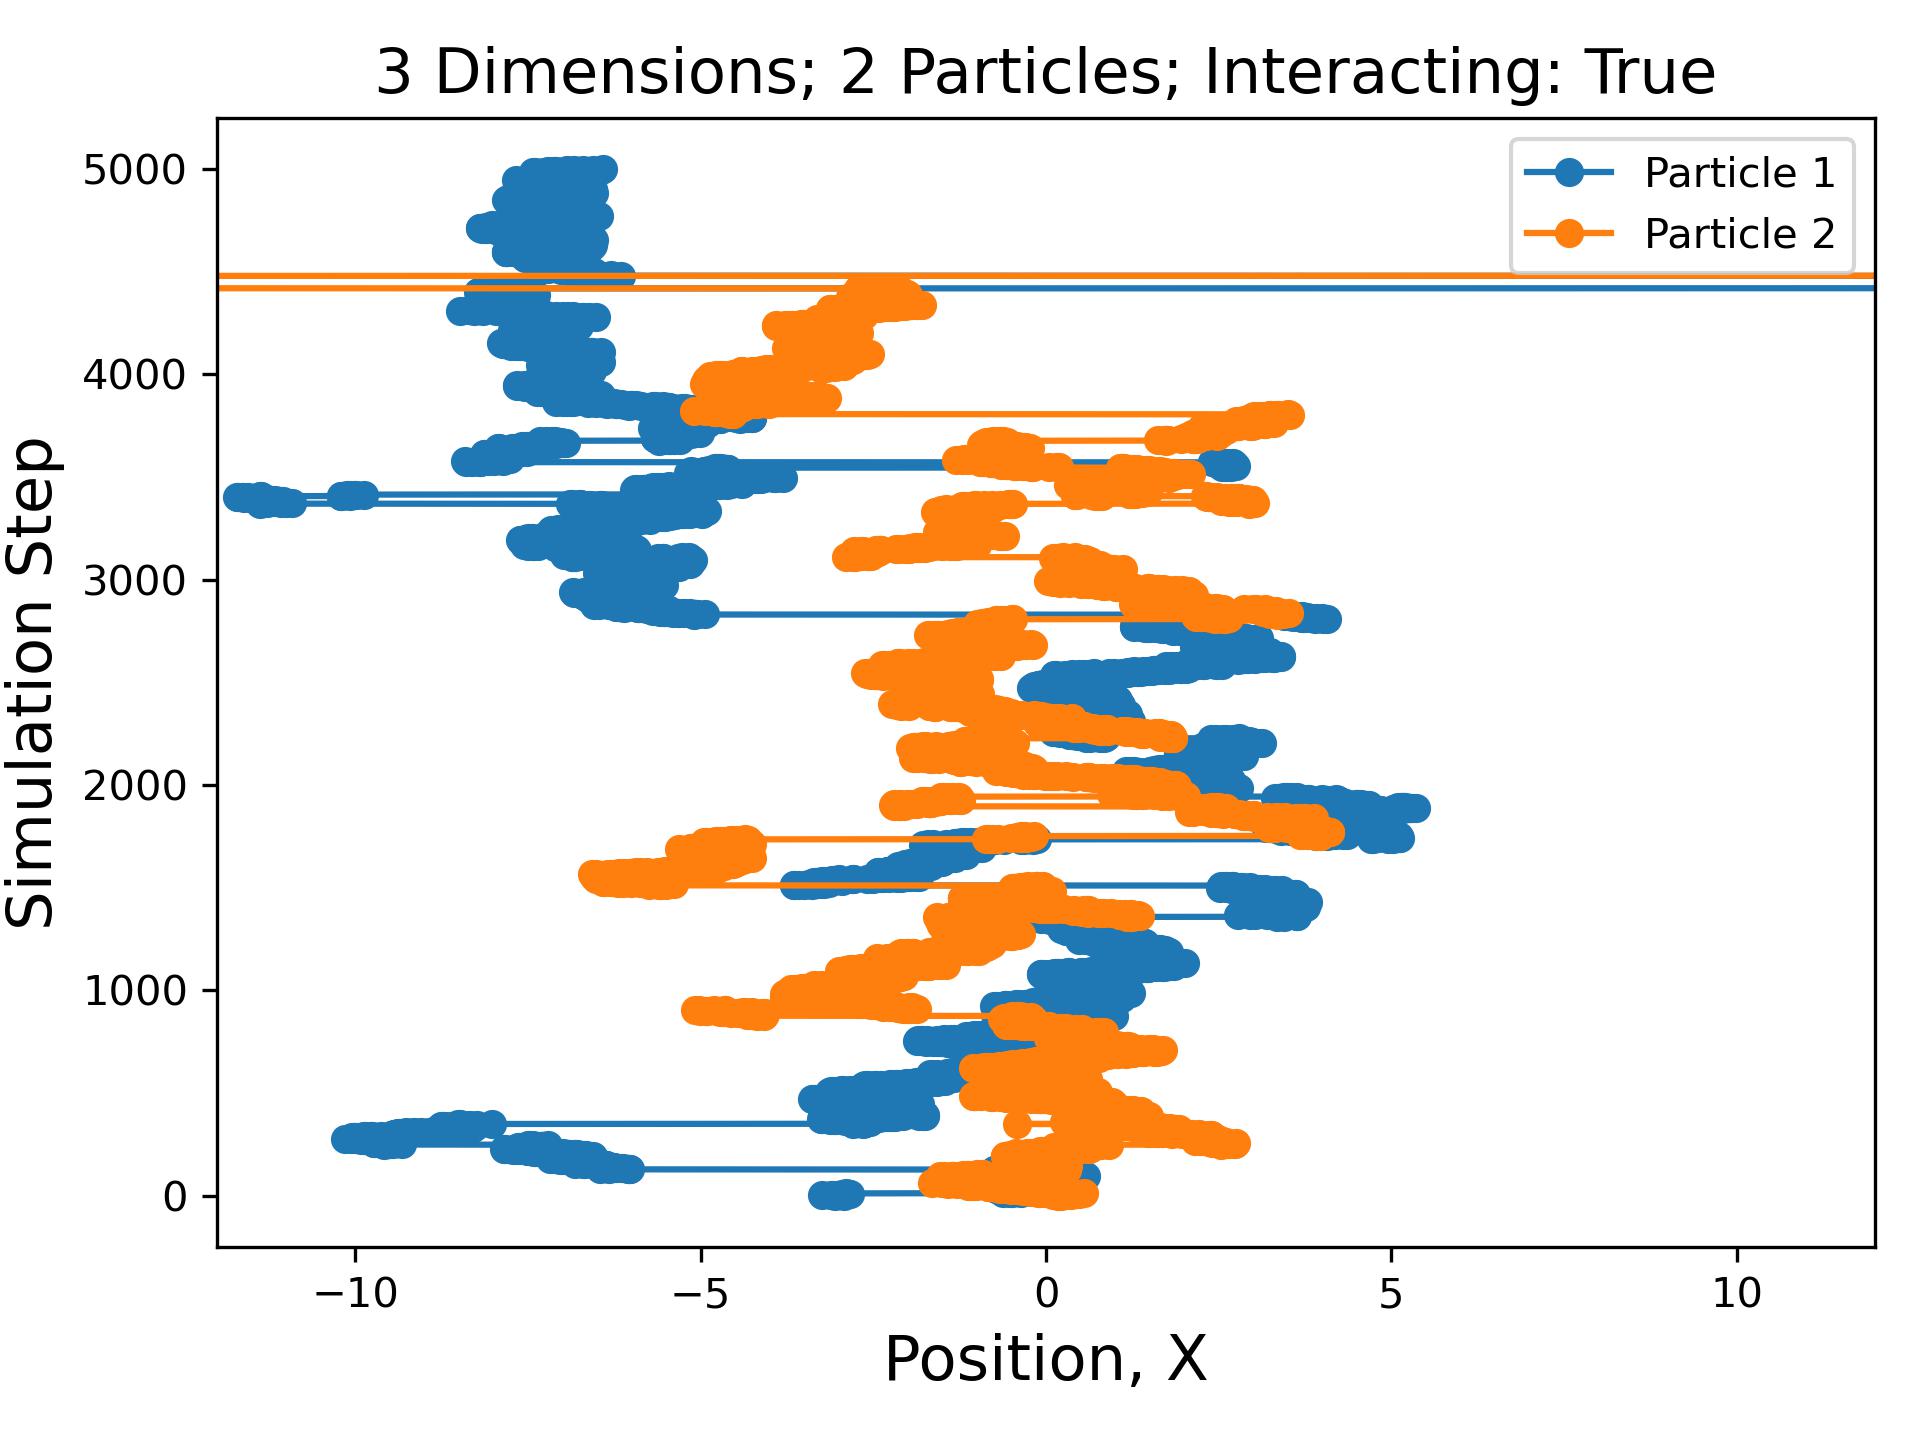 3 Dimensions; 2 Particles; Interacting: True
Particle 1
Particle 2
Simulation Step
5000
4000
3000
2000
1000
0
−10
−5
0
5
10
Position, X